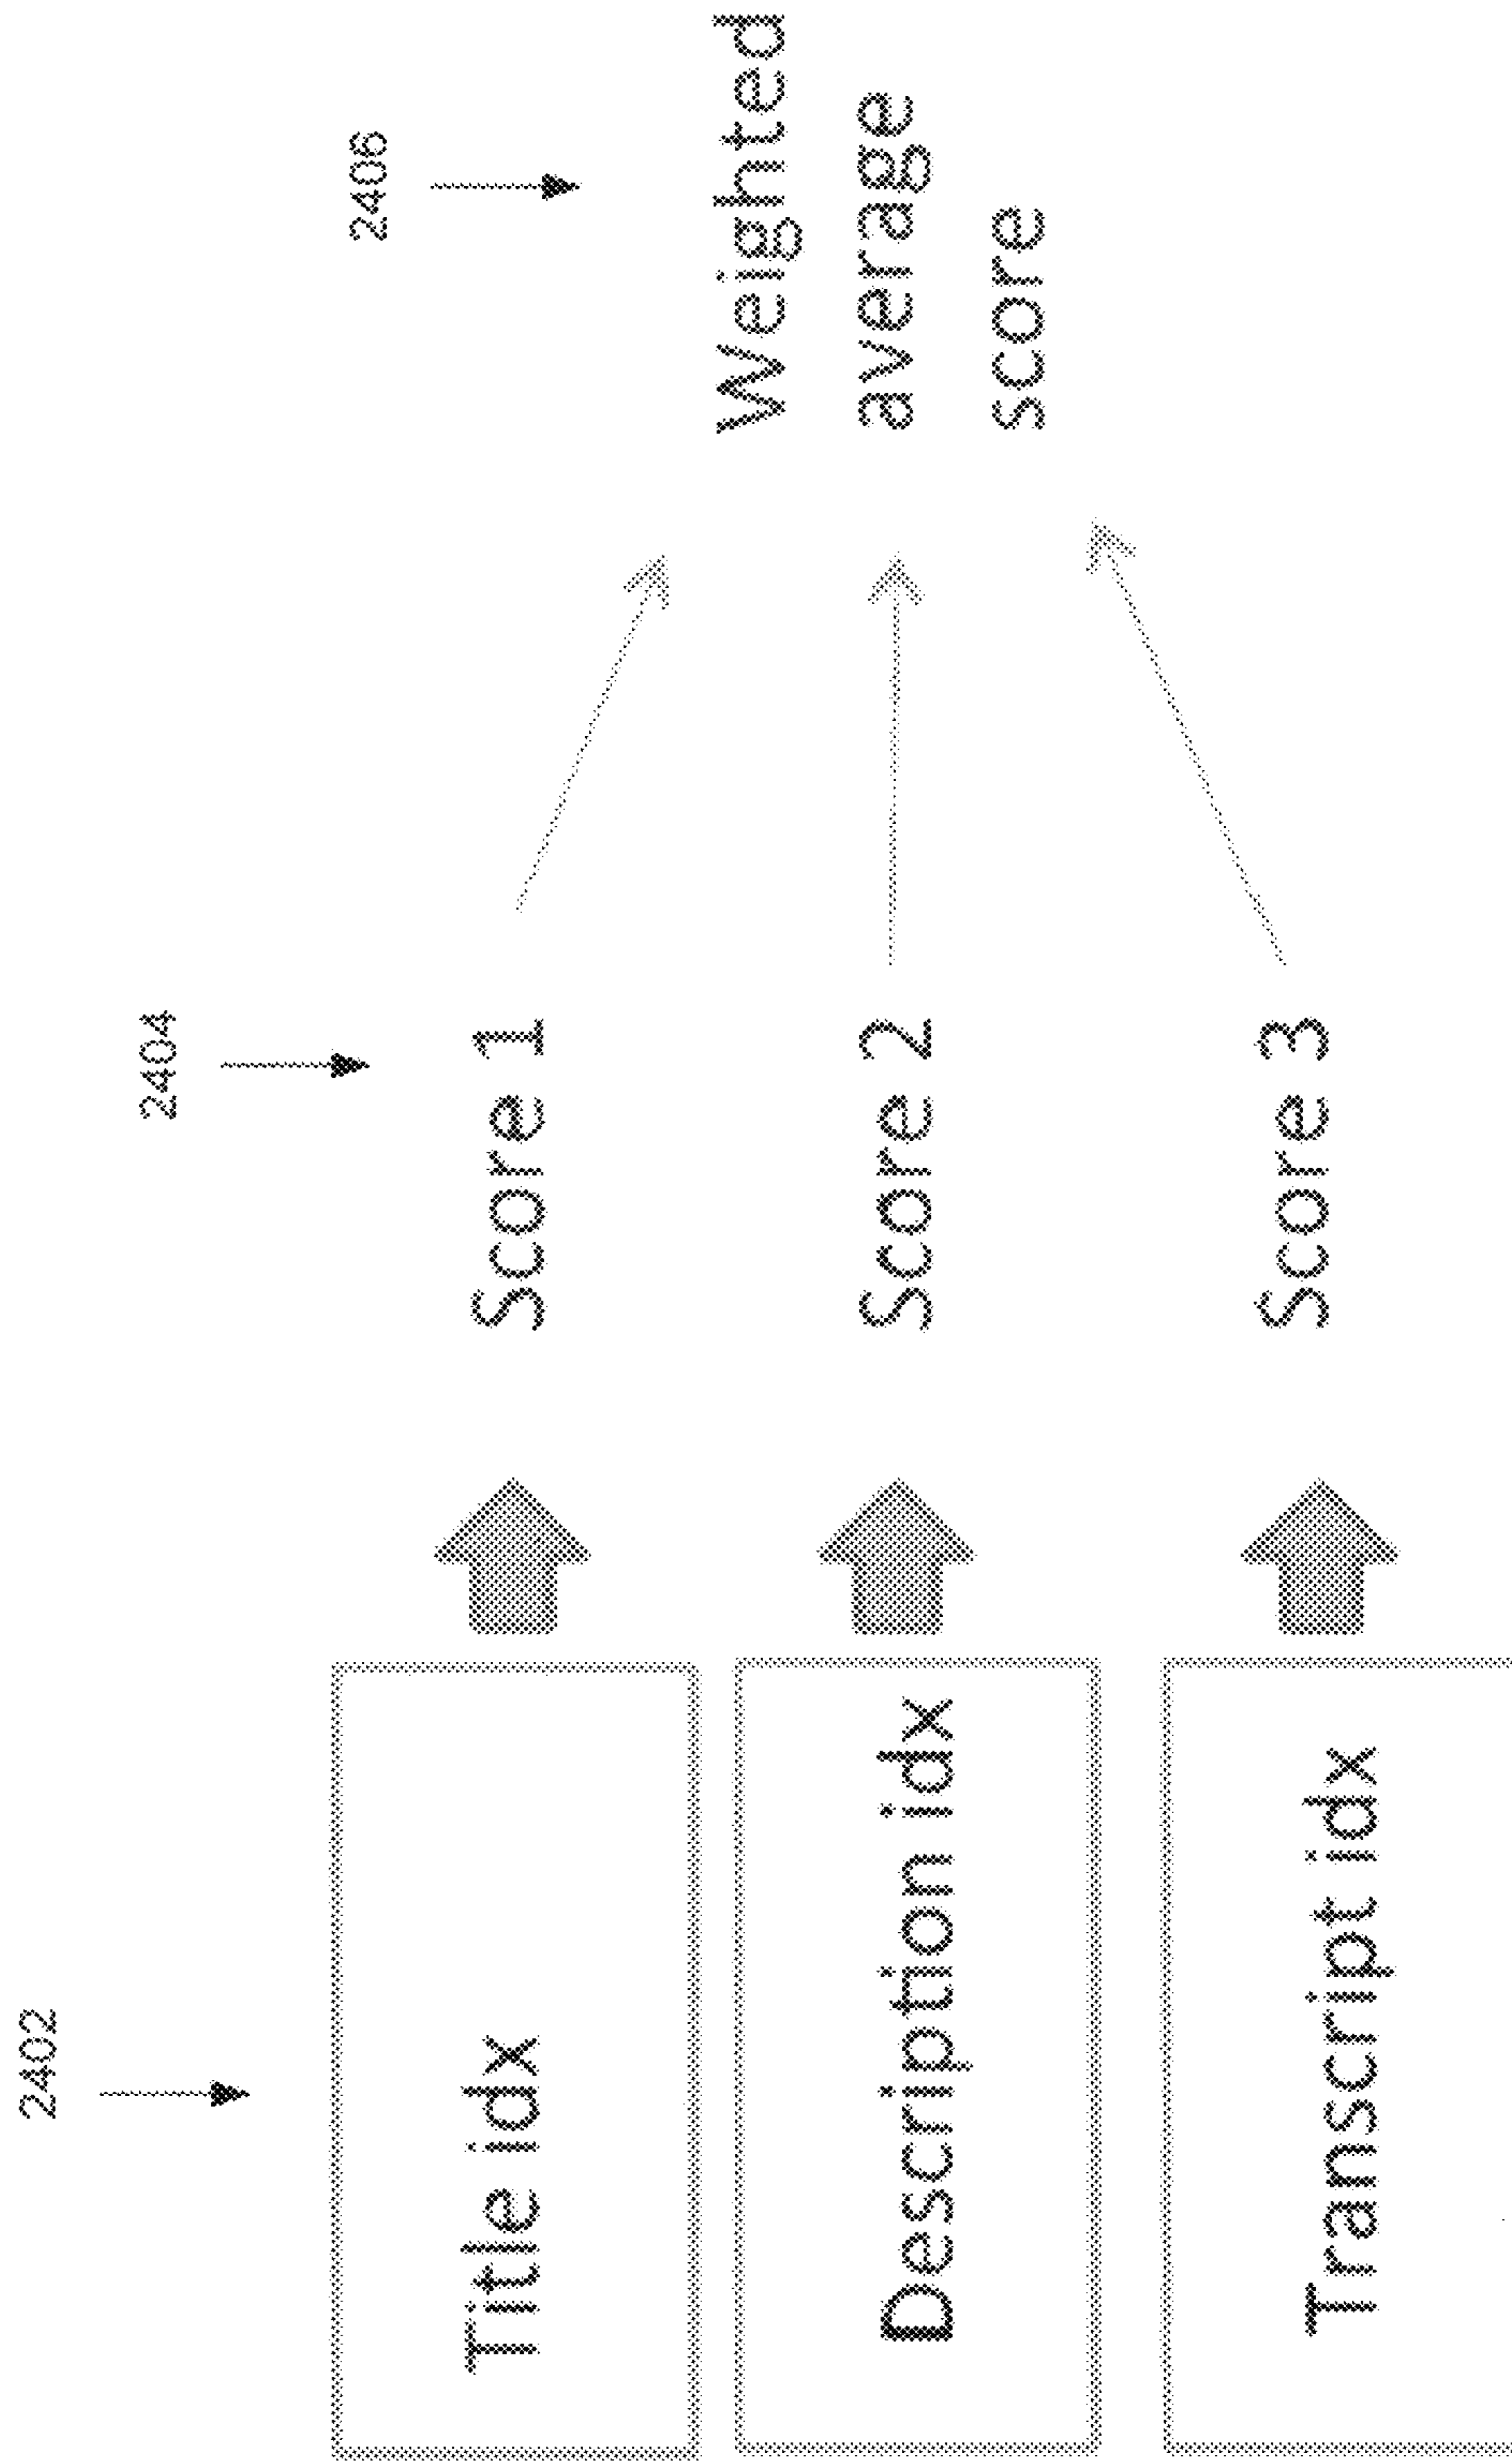 2402
2404
2406
Title idx
Score 1
Description idx
Score 2
Transcript idx
Score 3
Weighted
average
score